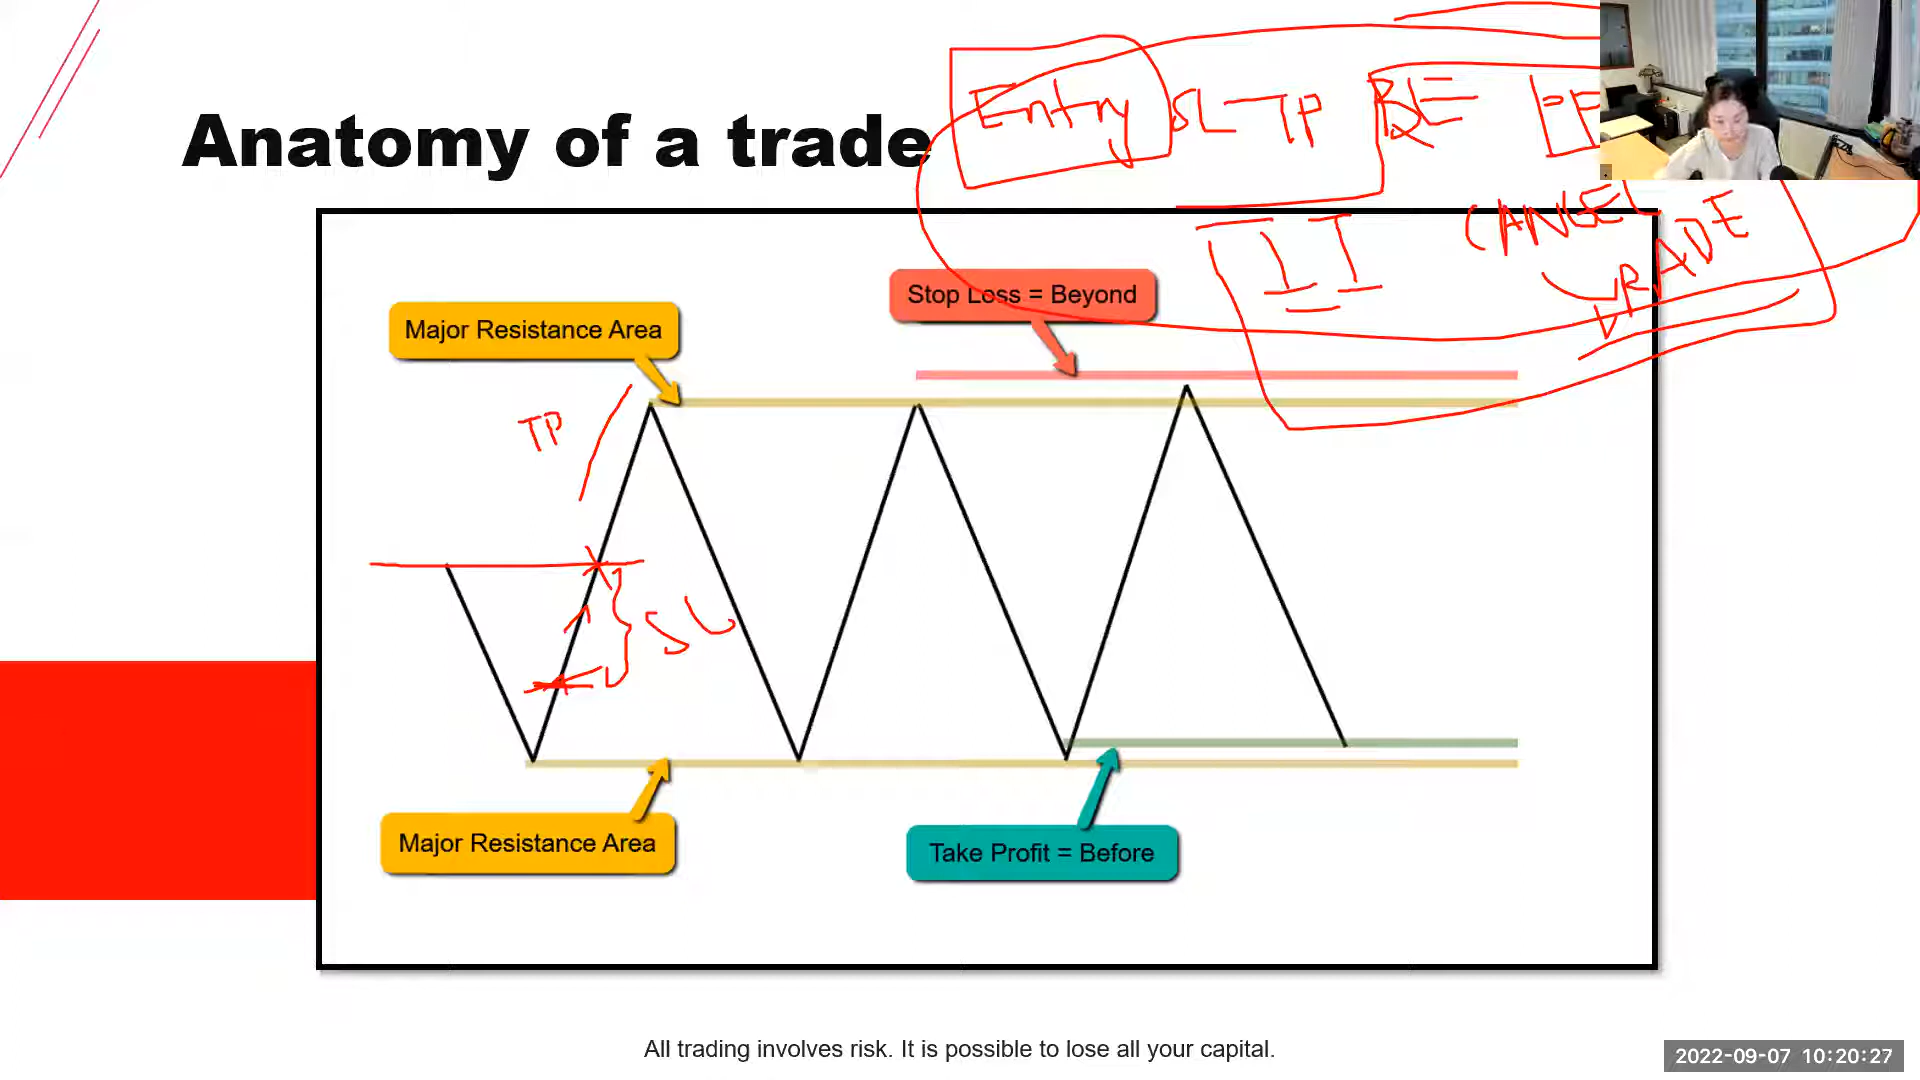 Anatomy of a trade
Entry SL TP BE
CANCEL
TRADE
Stop Loss = Beyond
Major Resistance Area
TP
SL
Major Resistance Area
Take Profit = Before
All trading involves risk. It is possible to lose all your capital.
2022-09-07 10:20:27